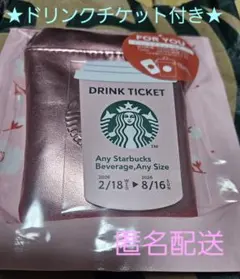 ★ドリンクチケット付き★
FOR YOU
DRINK TICKET
Any Starbucks
Beverage,Any Size
2/18 ▶ 8/16
匿名配送